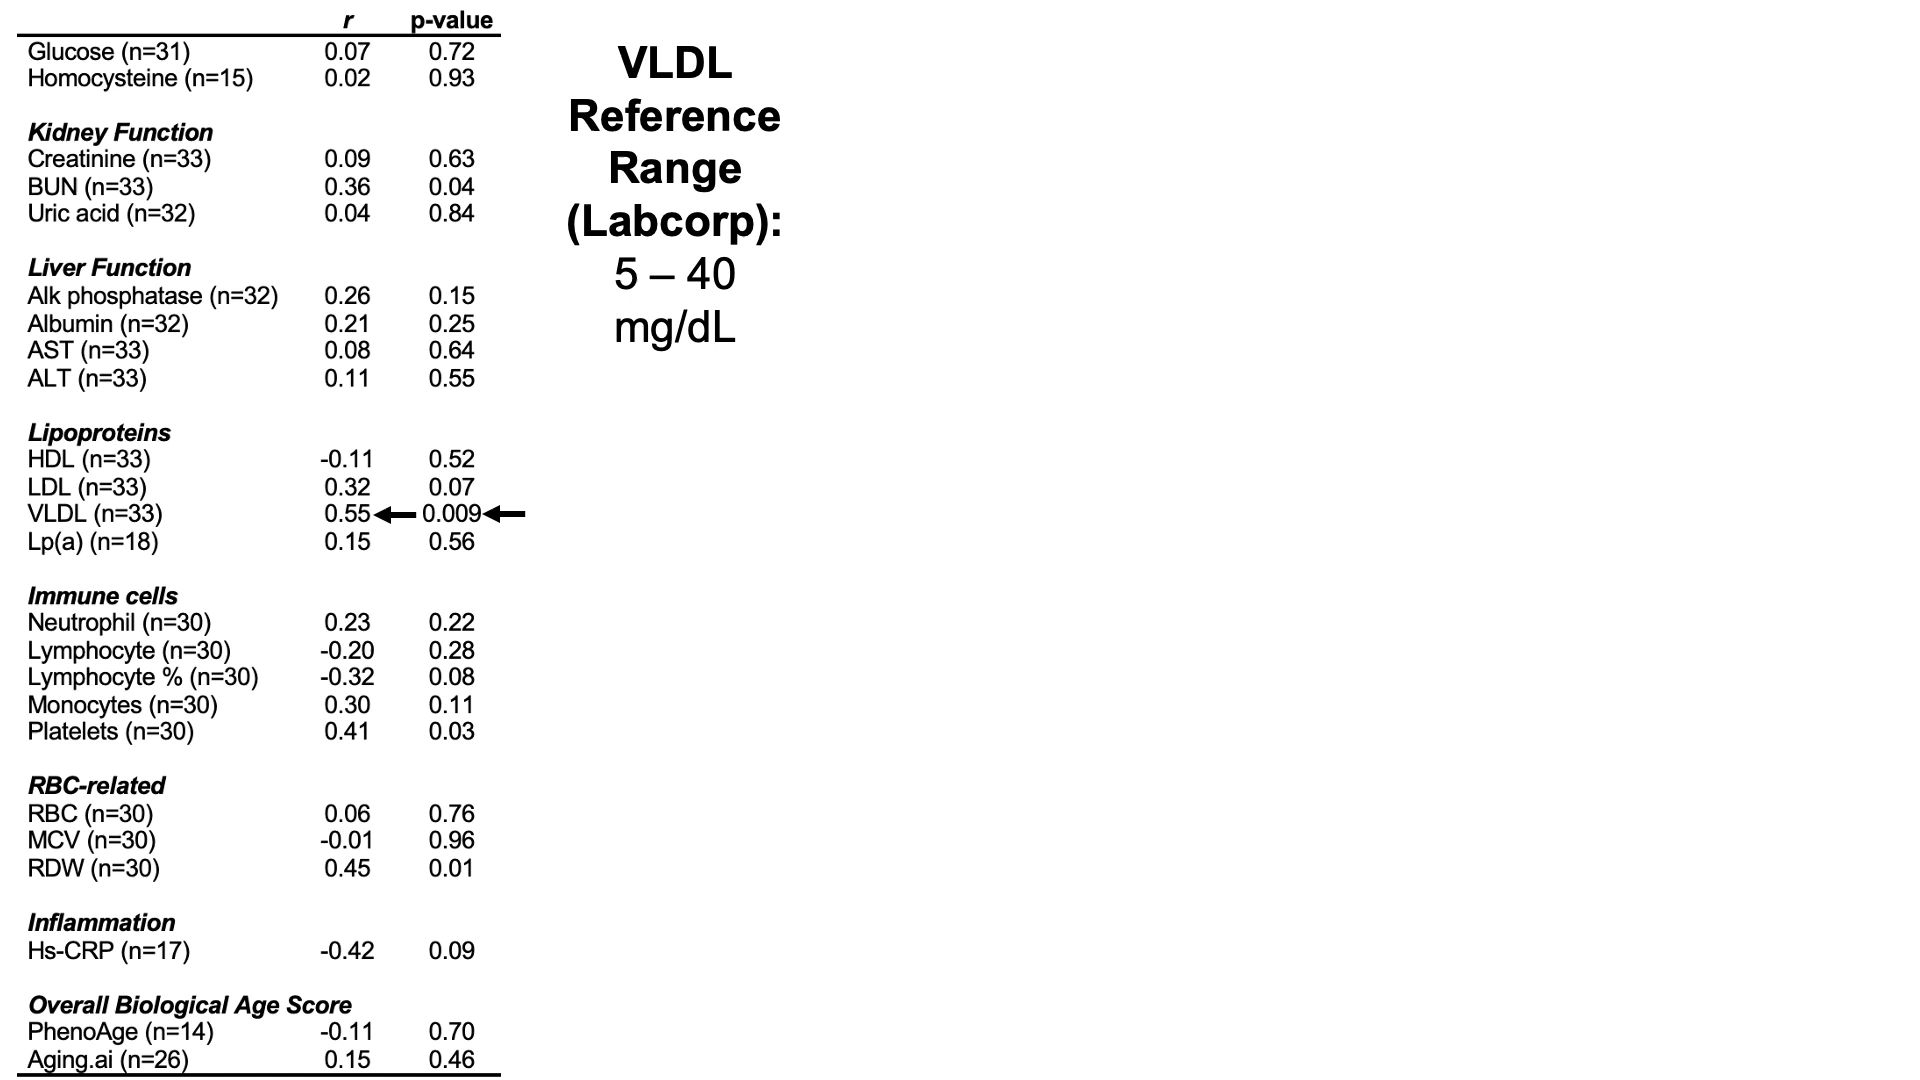 r p-value
Glucose (n=31) 0.07 0.72
Homocysteine (n=15) 0.02 0.93
Kidney Function
Creatinine (n=33) 0.09 0.63
BUN (n=33) 0.36 0.04
Uric acid (n=32) 0.04 0.84
Liver Function
Alk phosphatase (n=32) 0.26 0.15
Albumin (n=32) 0.21 0.25
AST (n=33) 0.08 0.64
ALT (n=33) 0.11 0.55
Lipoproteins
HDL (n=33) -0.11 0.52
LDL (n=33) 0.32 0.07
VLDL (n=33) 0.55 0.009
Lp(a) (n=18) 0.15 0.56
Immune cells
Neutrophil (n=30) 0.23 0.22
Lymphocyte (n=30) -0.20 0.28
Lymphocyte % (n=30) -0.32 0.08
Monocytes (n=30) 0.30 0.11
Platelets (n=30) 0.41 0.03
RBC-related
RBC (n=30) 0.06 0.76
MCV (n=30) -0.01 0.96
RDW (n=30) 0.45 0.01
Inflammation
Hs-CRP (n=17) -0.42 0.09
Overall Biological Age Score
PhenoAge (n=14) -0.11 0.70
Aging.ai (n=26) 0.15 0.46
VLDL
Reference
Range
(Labcorp):
5 – 40
mg/dL